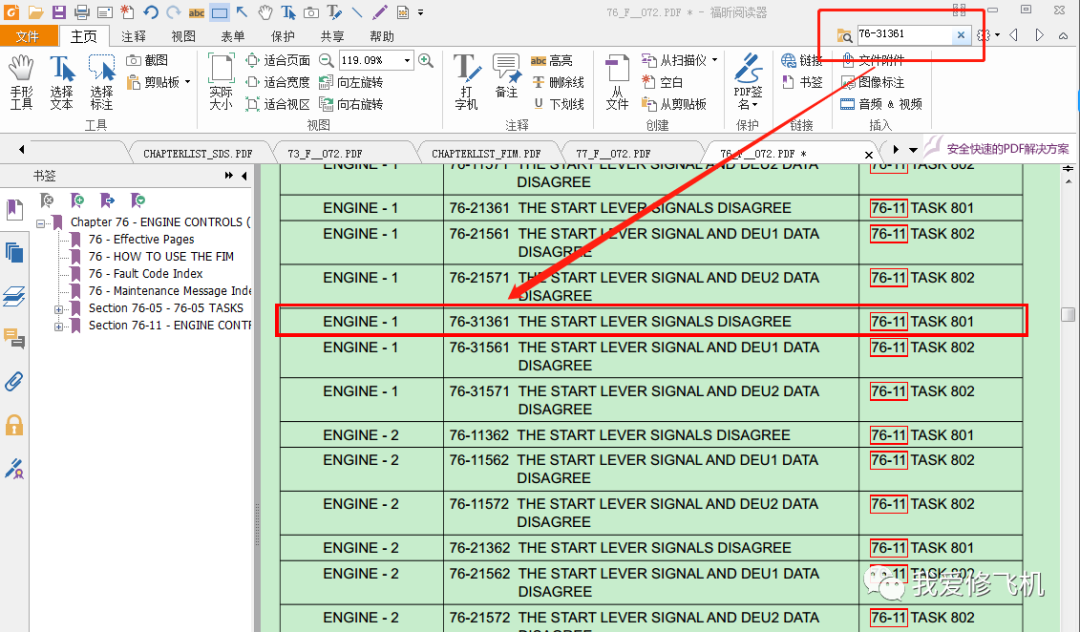 76_F__072.PDF * - 福昕阅读器
文件 主页 注释 视图 表单 保护 共享 帮助
76-31361
手形工具
选择文本
选择标注
截图
剪贴板
工具
实际大小
适合页面
适合宽度
适合视区
119.09%
向左旋转
向右旋转
视图
打字机
备注
abc 高亮
T 删除线
U 下划线
注释
从文件
从扫描仪
空白
从剪贴板
创建
PDF签名
保护
链接
书签
链接
文件附件
图像标注
音频 & 视频
插入
CHAPTERLIST_SDS.PDF
73_F__072.PDF
CHAPTERLIST_FIM.PDF
77_F__072.PDF
76_F__072.PDF *
安全快速的PDF解决方案
书签
Chapter 76 - ENGINE CONTROLS (
76 - Effective Pages
76 - HOW TO USE THE FIM
76 - Fault Code Index
76 - Maintenance Message Inde
Section 76-05 - 76-05 TASKS
Section 76-11 - ENGINE CONTR
ENGINE - 1 76-11571 THE START LEVER SIGNAL AND DEU2 DATA 76-11 TASK 802
DISAGREE
ENGINE - 1 76-21361 THE START LEVER SIGNALS DISAGREE 76-11 TASK 801
ENGINE - 1 76-21561 THE START LEVER SIGNAL AND DEU1 DATA 76-11 TASK 802
DISAGREE
ENGINE - 1 76-21571 THE START LEVER SIGNAL AND DEU2 DATA 76-11 TASK 802
DISAGREE
ENGINE - 1 76-31361 THE START LEVER SIGNALS DISAGREE 76-11 TASK 801
ENGINE - 1 76-31561 THE START LEVER SIGNAL AND DEU1 DATA 76-11 TASK 802
DISAGREE
ENGINE - 1 76-31571 THE START LEVER SIGNAL AND DEU2 DATA 76-11 TASK 802
DISAGREE
ENGINE - 2 76-11362 THE START LEVER SIGNALS DISAGREE 76-11 TASK 801
ENGINE - 2 76-11562 THE START LEVER SIGNAL AND DEU1 DATA 76-11 TASK 802
DISAGREE
ENGINE - 2 76-11572 THE START LEVER SIGNAL AND DEU2 DATA 76-11 TASK 802
DISAGREE
ENGINE - 2 76-21362 THE START LEVER SIGNALS DISAGREE 76-11 TASK 801
ENGINE - 2 76-21562 THE START LEVER SIGNAL AND DEU1 DATA 76-11 TASK 802
DISAGREE
ENGINE - 2 76-21572 THE START LEVER SIGNAL AND DEU2 DATA 76-11 TASK 802
DISAGREE
我爱修飞机